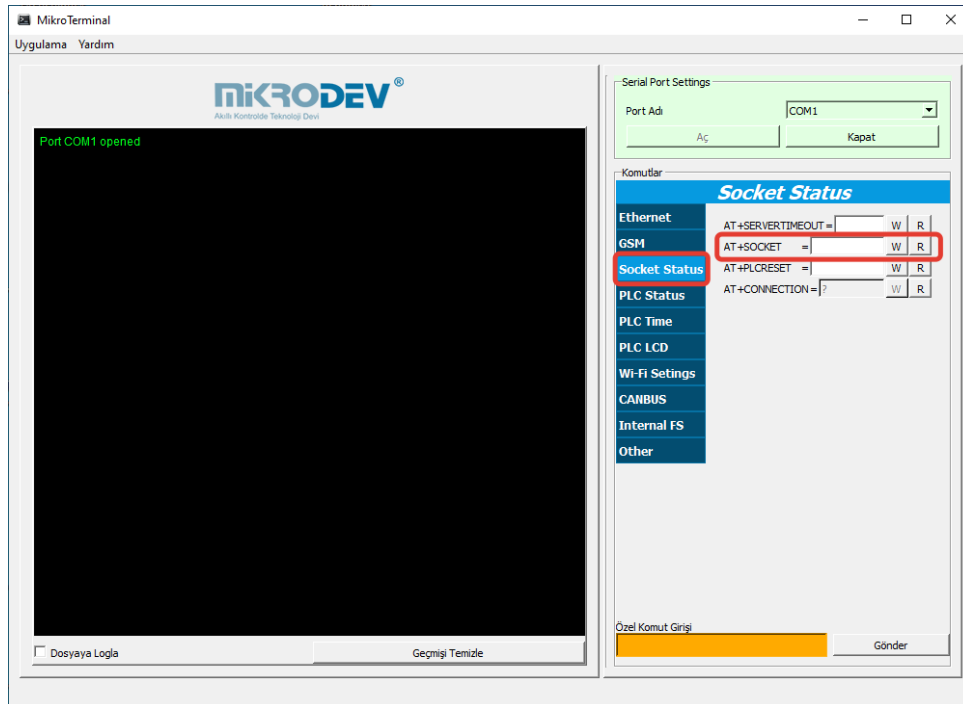 MikroTerminal
Uygulama Yardım
MiKRODEV®
Akıllı Kontrolde Teknoloji Devi
Port COM1 opened
Dosyaya Logla
Geçmişi Temizle
Serial Port Settings
Port Adı COM1
Aç Kapat
Komutlar
Socket Status
Ethernet
GSM
Socket Status
PLC Status
PLC Time
PLC LCD
Wi-Fi Setings
CANBUS
Internal FS
Other
AT+SERVERTIMEOUT = W R
AT+SOCKET = W R
AT+PLCRESET = W R
AT+CONNECTION = ? W R
Özel Komut Girişi
Gönder